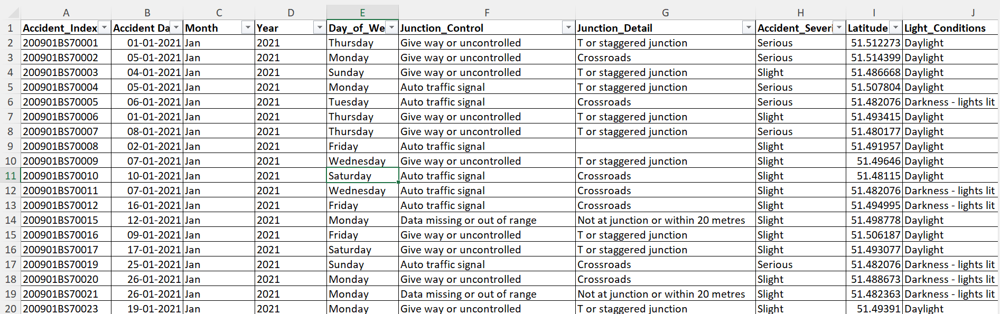 A B C D E F G H I J
1 Accident_Index Accident Da Month Year Day_of_We Junction_Control Junction_Detail Accident_Severi Latitude Light_Conditions
2 200901BS70001 01-01-2021 Jan 2021 Thursday Give way or uncontrolled T or staggered junction Serious 51.512273 Daylight
3 200901BS70002 05-01-2021 Jan 2021 Monday Give way or uncontrolled Crossroads Serious 51.514399 Daylight
4 200901BS70003 04-01-2021 Jan 2021 Sunday Give way or uncontrolled T or staggered junction Slight 51.486668 Daylight
5 200901BS70004 05-01-2021 Jan 2021 Monday Auto traffic signal T or staggered junction Serious 51.507804 Daylight
6 200901BS70005 06-01-2021 Jan 2021 Tuesday Auto traffic signal Crossroads Serious 51.482076 Darkness - lights lit
7 200901BS70006 01-01-2021 Jan 2021 Thursday Give way or uncontrolled T or staggered junction Slight 51.493415 Daylight
8 200901BS70007 08-01-2021 Jan 2021 Thursday Give way or uncontrolled T or staggered junction Serious 51.480177 Daylight
9 200901BS70008 02-01-2021 Jan 2021 Friday Auto traffic signal Slight 51.491957 Daylight
10 200901BS70009 07-01-2021 Jan 2021 Wednesday Give way or uncontrolled T or staggered junction Slight 51.49646 Daylight
11 200901BS70010 10-01-2021 Jan 2021 Saturday Auto traffic signal Crossroads Slight 51.48115 Daylight
12 200901BS70011 07-01-2021 Jan 2021 Wednesday Auto traffic signal Crossroads Slight 51.482076 Darkness - lights lit
13 200901BS70012 16-01-2021 Jan 2021 Friday Auto traffic signal Crossroads Slight 51.494995 Darkness - lights lit
14 200901BS70015 12-01-2021 Jan 2021 Monday Data missing or out of range Not at junction or within 20 metres Slight 51.498778 Daylight
15 200901BS70016 09-01-2021 Jan 2021 Friday Give way or uncontrolled T or staggered junction Slight 51.506187 Daylight
16 200901BS70017 17-01-2021 Jan 2021 Saturday Give way or uncontrolled T or staggered junction Slight 51.493077 Daylight
17 200901BS70019 25-01-2021 Jan 2021 Sunday Auto traffic signal Crossroads Serious 51.482076 Darkness - lights lit
18 200901BS70020 26-01-2021 Jan 2021 Monday Give way or uncontrolled Crossroads Slight 51.488673 Darkness - lights lit
19 200901BS70021 26-01-2021 Jan 2021 Monday Data missing or out of range Not at junction or within 20 metres Slight 51.482363 Darkness - lights lit
20 200901BS70023 19-01-2021 Jan 2021 Monday Give way or uncontrolled T or staggered junction Slight 51.49391 Daylight